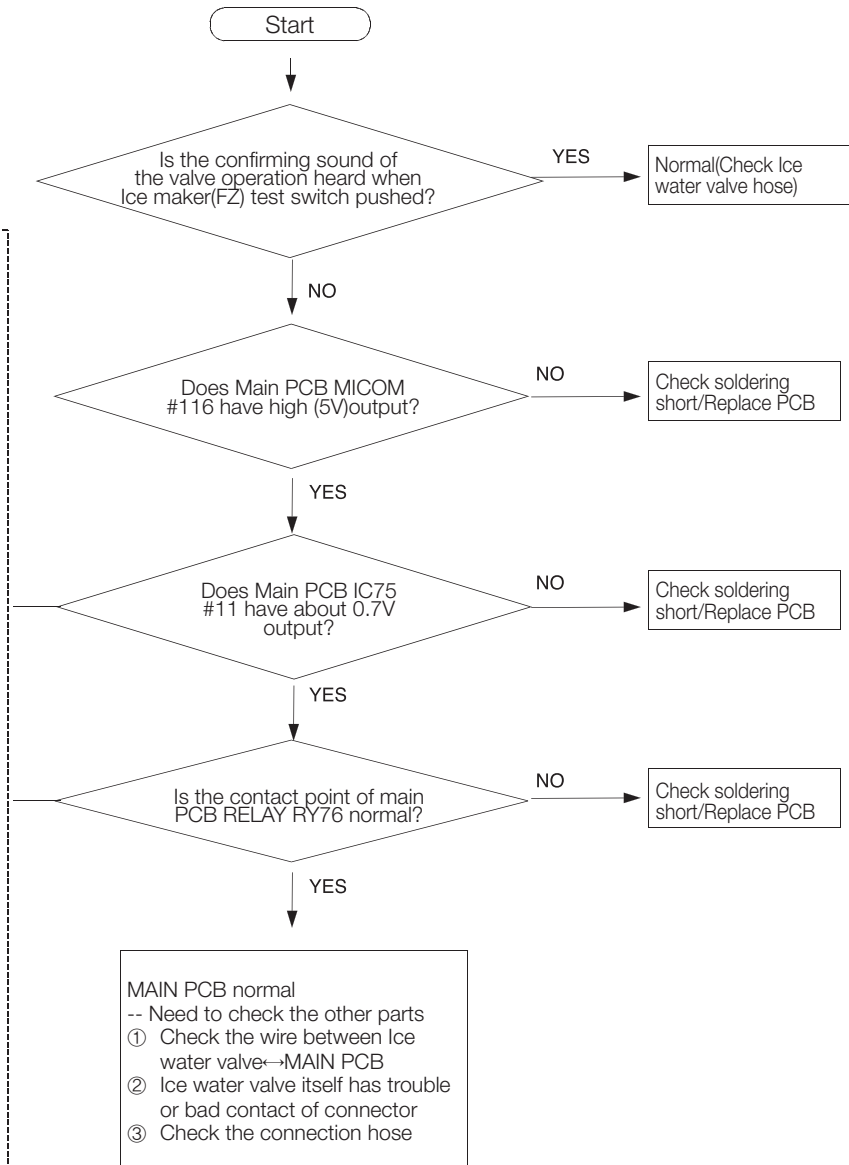 Start
Is the confirming sound of
the valve operation heard when
Ice maker(FZ) test switch pushed?
YES
Normal(Check Ice
water valve hose)
NO
Does Main PCB MICOM
#116 have high (5V)output?
NO
Check soldering
short/Replace PCB
YES
Does Main PCB IC75
#11 have about 0.7V
output?
NO
Check soldering
short/Replace PCB
YES
Is the contact point of main
PCB RELAY RY76 normal?
NO
Check soldering
short/Replace PCB
YES
MAIN PCB normal
-- Need to check the other parts
① Check the wire between Ice
water valve↔MAIN PCB
② Ice water valve itself has trouble
or bad contact of connector
③ Check the connection hose